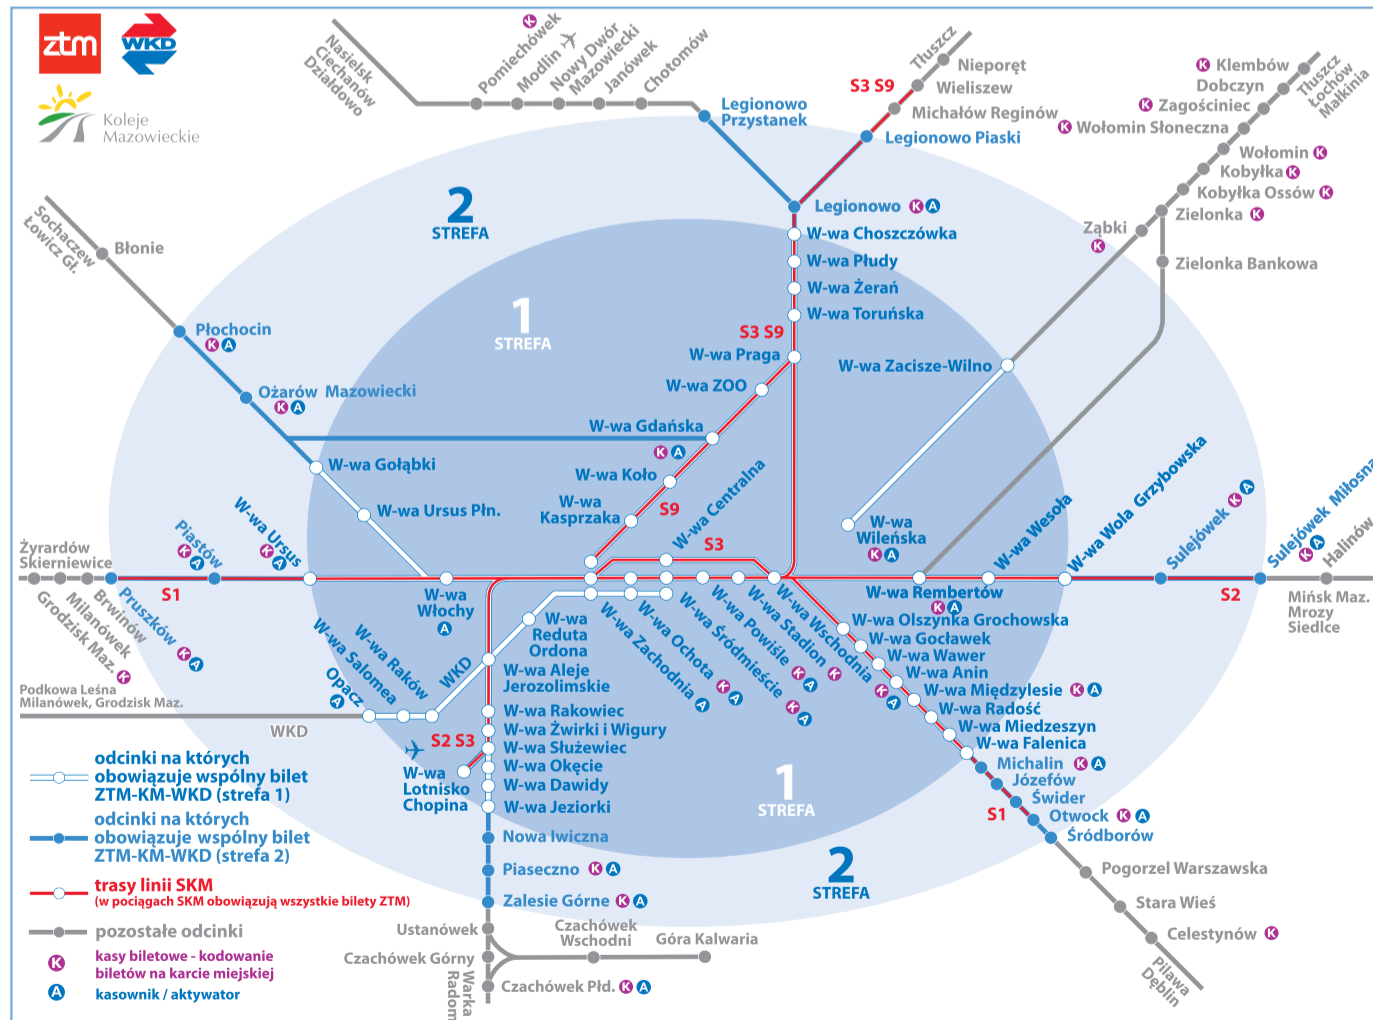 ztm
WKD
Koleje
Mazowieckie
Nasielsk
Ciechanów
Działdowo
Pomiechówek K
Modlin
Nowy Dwór
Mazowiecki
Janówek
Chotomów
Legionowo
Przystanek
S3 S9
Tłuszcz
Nieporęt
Wieliszew
Michałów Reginów
Legionowo Piaski
K Klembów
Dobczyn
K Zagościniec
K Wołomin Słoneczna
Tłuszcz
Łochów
Małkinia
Wołomin K
Kobyłka K
Kobyłka Ossów K
Zielonka K
Ząbki
K
Zielonka Bankowa
2
STREFA
1
STREFA
Legionowo K A
W-wa Choszczówka
W-wa Płudy
W-wa Żerań
W-wa Toruńska
S3 S9
W-wa Praga
W-wa ZOO
W-wa Gdańska
K A
W-wa Koło
W-wa
Kasprzaka
S9
W-wa Zacisze-Wilno
W-wa
Wileńska
K A
Sochaczew
Łowicz Gł.
Błonie
Płochocin
K A
Ożarów Mazowiecki
K A
W-wa Gołąbki
W-wa Ursus Płn.
W-wa Centralna
S3
W-wa Wesoła
W-wa Wola Grzybowska
Sulejówek K A
Sulejówek Miłosna
K A
Halinów
Mińsk Maz.
Mrozy
Siedlce
S2
Żyrardów
Skierniewice
Grodzisk Maz. K
Milanówek
Brwinów
Pruszków K A
S1
Piastów
K A
W-wa Ursus
K A
W-wa
Włochy
A
W-wa
Reduta
Ordona
W-wa Zachodnia A
W-wa Ochota K A
W-wa Śródmieście K A
W-wa Powiśle K A
W-wa Stadion K
W-wa Wschodnia K A
W-wa Rembertów
K A
W-wa Olszynka Grochowska
W-wa Gocławek
W-wa Wawer
W-wa Anin
W-wa Międzylesie K A
W-wa Radość
W-wa Miedzeszyn
W-wa Falenica
Michalin K A
Józefów
Świder
S1
Otwock K A
Śródborów
Pogorzel Warszawska
Stara Wieś
Celestynów K
Pilawa
Dęblin
Opacz
A
W-wa Salomea
W-wa Raków
WKD
Podkowa Leśna
Milanówek, Grodzisk Maz.
WKD
W-wa Aleje
Jerozolimskie
W-wa Rakowiec
W-wa Żwirki i Wigury
W-wa Służewiec
W-wa Okęcie
W-wa Dawidy
W-wa Jeziorki
S2 S3
W-wa
Lotnisko
Chopina
Nowa Iwiczna
Piaseczno K A
Zalesie Górne K A
Ustanówek
Czachówek Górny
Czachówek
Wschodni
Góra Kalwaria
Czachówek Płd. K A
Warka
Radom
1
STREFA
2
STREFA
odcinki na których
obowiązuje wspólny bilet
ZTM-KM-WKD (strefa 1)
odcinki na których
obowiązuje wspólny bilet
ZTM-KM-WKD (strefa 2)
trasy linii SKM
(w pociągach SKM obowiązują wszystkie bilety ZTM)
pozostałe odcinki
K kasy biletowe - kodowanie
biletów na karcie miejskiej
A kasownik / aktywator